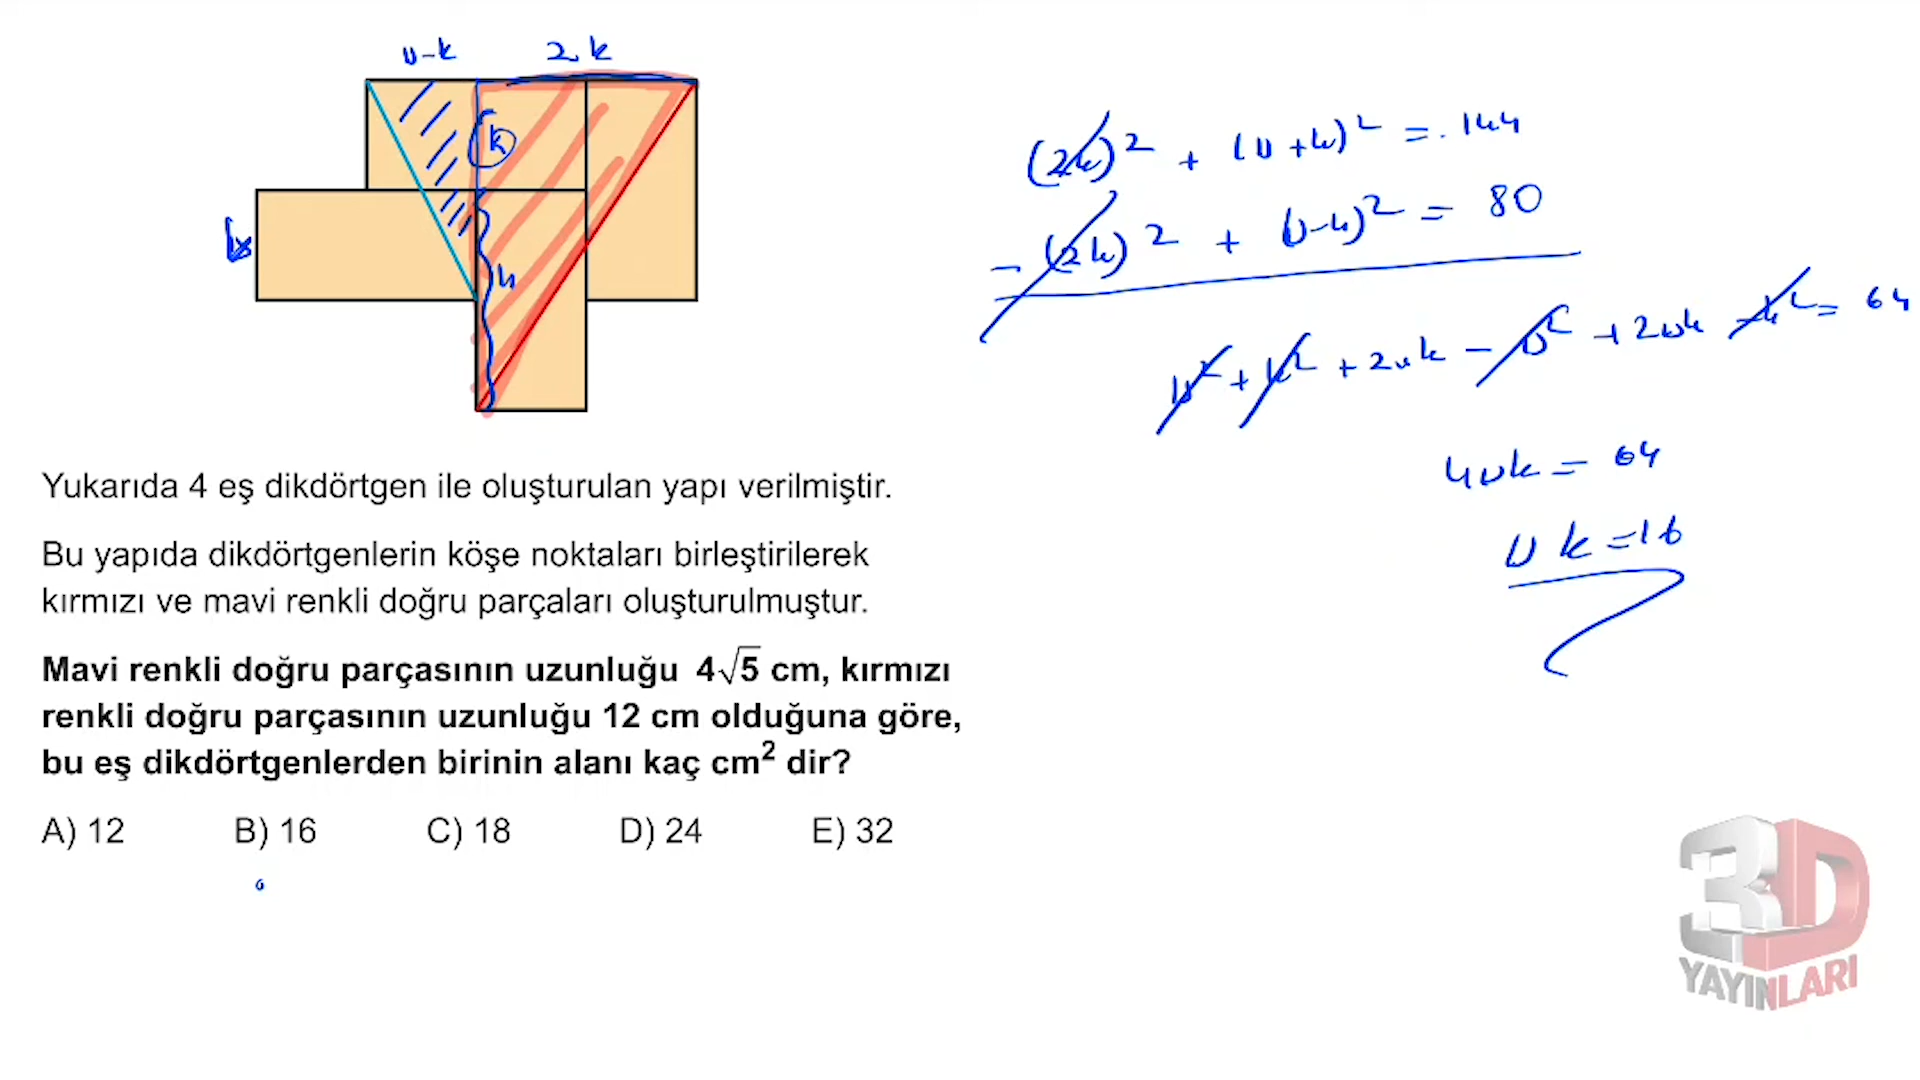 u-k 2k
k
k
u
(2k)² + (u+k)² = 144
- (2k)² + (u-k)² = 80
u² + k² + 2uk - u² + 2uk - k² = 64
4uk = 64
uk = 16
Yukarıda 4 eş dikdörtgen ile oluşturulan yapı verilmiştir.
Bu yapıda dikdörtgenlerin köşe noktaları birleştirilerek
kırmızı ve mavi renkli doğru parçaları oluşturulmuştur.
Mavi renkli doğru parçasının uzunluğu 4√5 cm, kırmızı
renkli doğru parçasının uzunluğu 12 cm olduğuna göre,
bu eş dikdörtgenlerden birinin alanı kaç cm² dir?
A) 12 B) 16 C) 18 D) 24 E) 32
3D
YAYINLARI